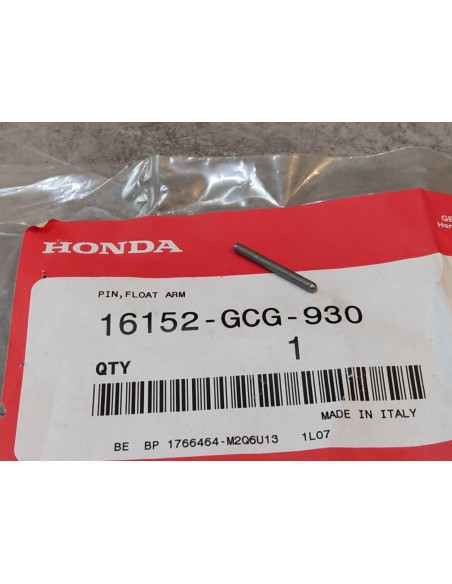 HONDA
PIN,FLOAT ARM
16152-GCG-930
QTY 1
MADE IN ITALY
BE BP 1766464-M2Q6U13 1L07